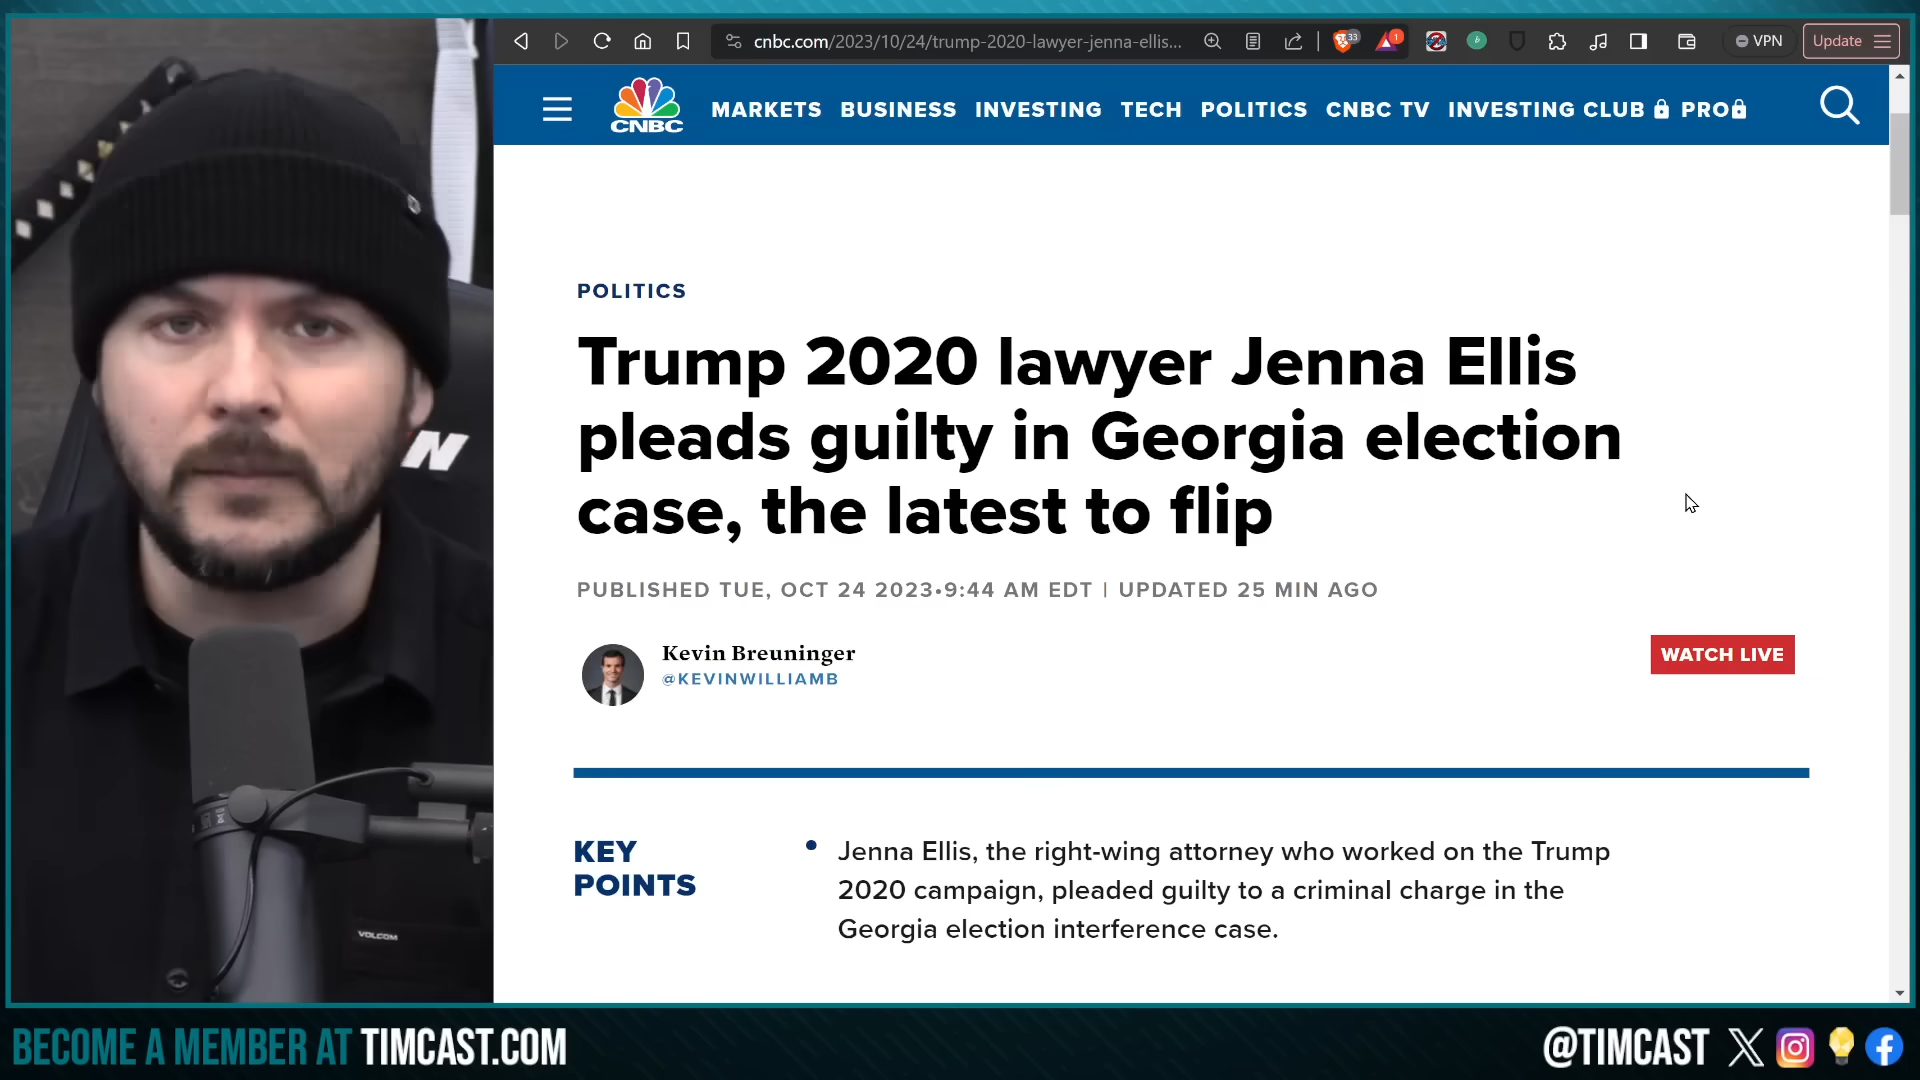 cnbc.com/2023/10/24/trump-2020-lawyer-jenna-ellis...
33
1
VPN
Update
CNBC
MARKETS BUSINESS INVESTING TECH POLITICS CNBC TV INVESTING CLUB PRO
POLITICS
Trump 2020 lawyer Jenna Ellis
pleads guilty in Georgia election
case, the latest to flip
PUBLISHED TUE, OCT 24 2023•9:44 AM EDT | UPDATED 25 MIN AGO
Kevin Breuninger
@KEVINWILLIAMB
WATCH LIVE
KEY
POINTS
• Jenna Ellis, the right-wing attorney who worked on the Trump
2020 campaign, pleaded guilty to a criminal charge in the
Georgia election interference case.
N
VOLCOM
BECOME A MEMBER AT TIMCAST.COM
@TIMCAST